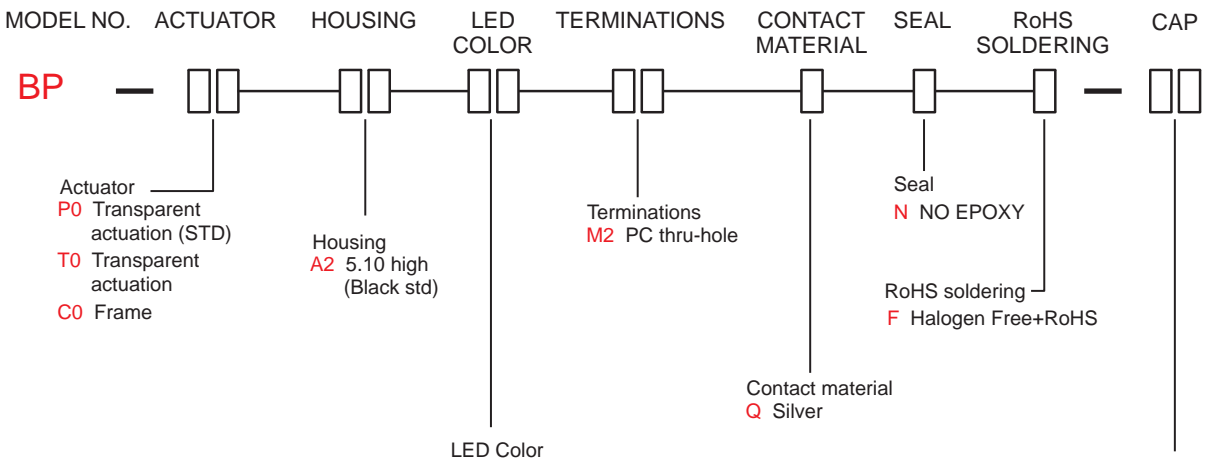 MODEL NO. ACTUATOR HOUSING LED COLOR TERMINATIONS CONTACT MATERIAL SEAL RoHS SOLDERING CAP
BP
Actuator
P0 Transparent
actuation (STD)
T0 Transparent
actuation
C0 Frame
Housing
A2 5.10 high
(Black std)
LED Color
Terminations
M2 PC thru-hole
Contact material
Q Silver
Seal
N NO EPOXY
RoHS soldering
F Halogen Free+RoHS